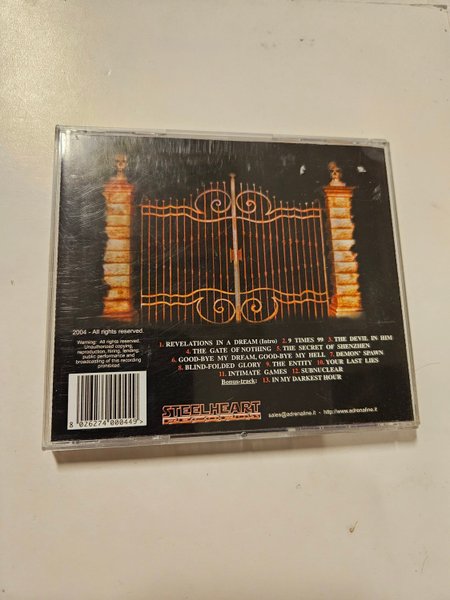 2004 - All rights reserved.
Warning: All rights reserved.
Unauthorized copying,
reproduction, hiring, lending,
public performance and
broadcasting of this recording
prohibited.
1. REVELATIONS IN A DREAM (Intro) 2. 9 TIMES 99 3. THE DEVIL IN HIM
4. THE GATE OF NOTHING 5. THE SECRET OF SHENZHEN
6. GOOD-BYE MY DREAM, GOOD-BYE MY HELL 7. DEMON' SPAWN
8. BLIND-FOLDED GLORY 9. THE ENTITY 10. YOUR LAST LIES
11. INTIMATE GAMES 12. SUBNUCLEAR
Bonus-track: 13. IN MY DARKEST HOUR
8 026274 000449 >
STEELHEART
sales@adrenaline.it - http://www.adrenaline.it